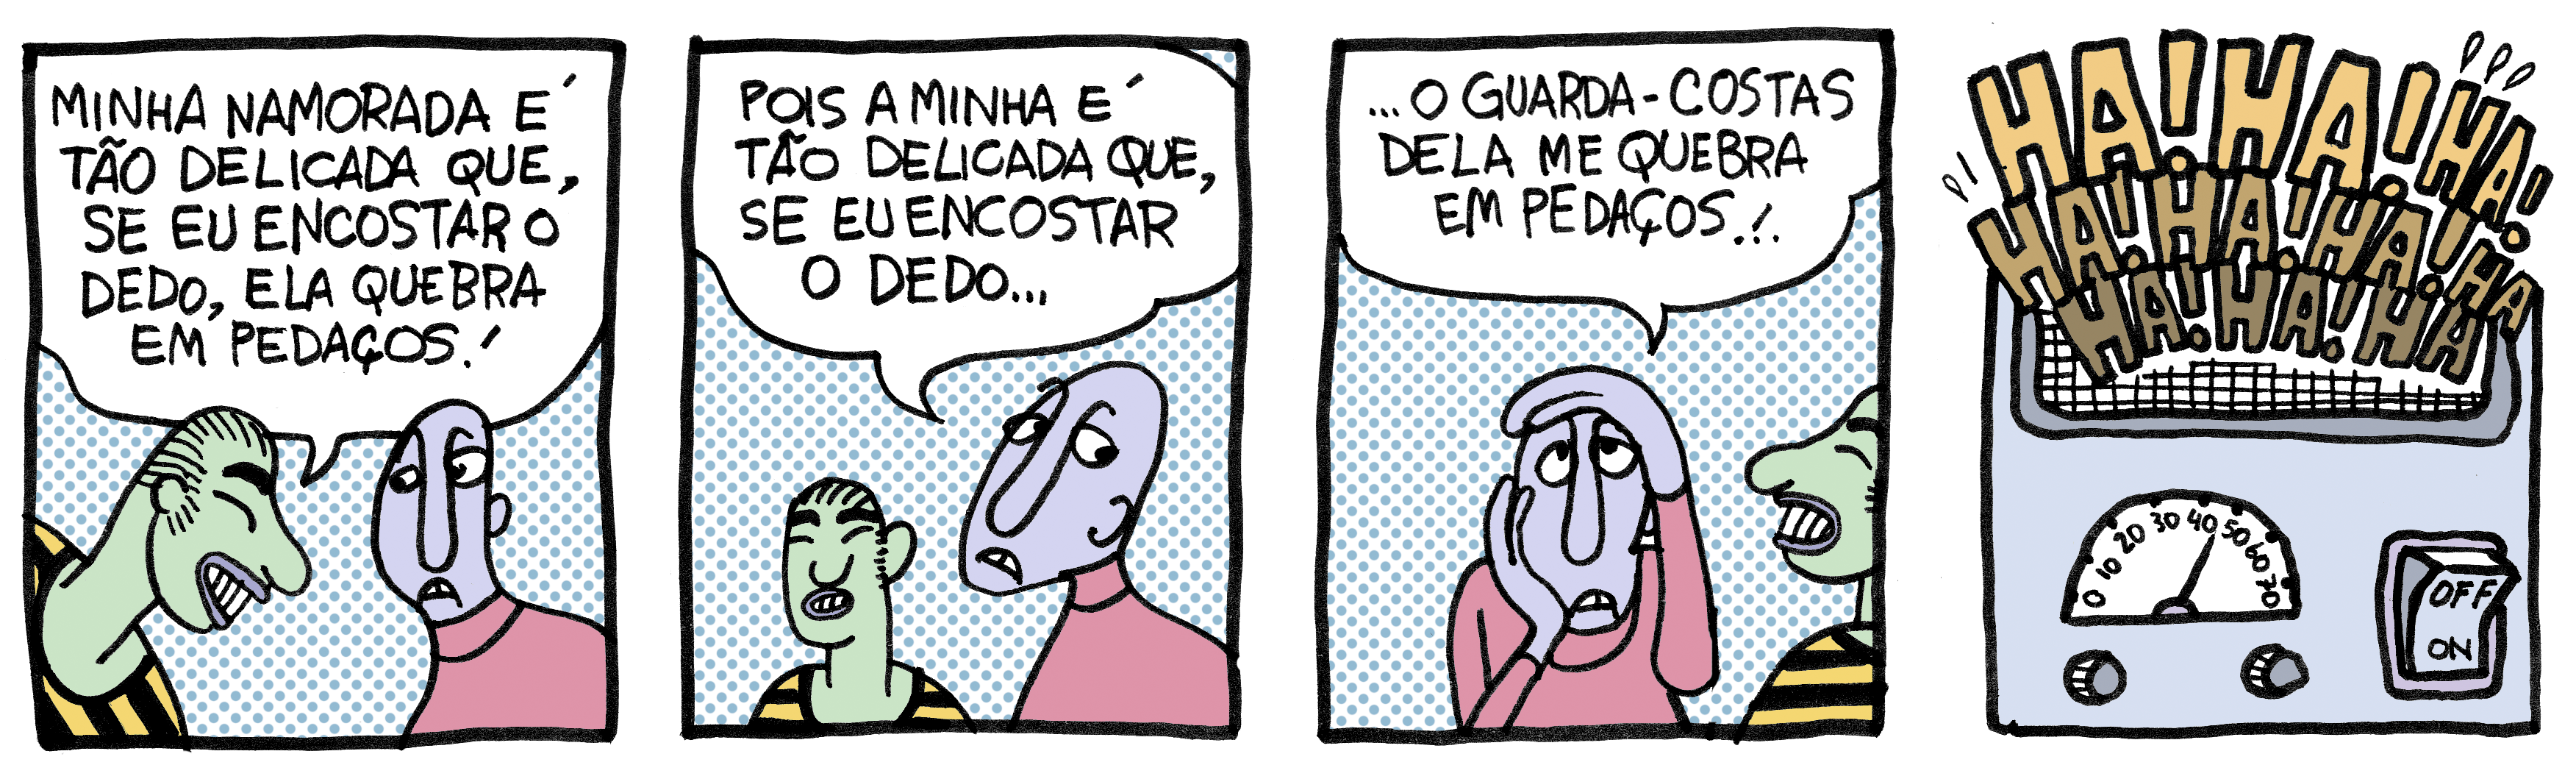 MINHA NAMORADA É
TÃO DELICADA QUE,
SE EU ENCOSTAR O
DEDO, ELA QUEBRA
EM PEDAÇOS!
POIS A MINHA É
TÃO DELICADA QUE,
SE EU ENCOSTAR
O DEDO...
...O GUARDA-COSTAS
DELA ME QUEBRA
EM PEDAÇOS..!.
HA!HA!HA!
HA!HA!HA!HA
HA!HA!HA
0 10 20 30 40 50 60 70
OFF
ON